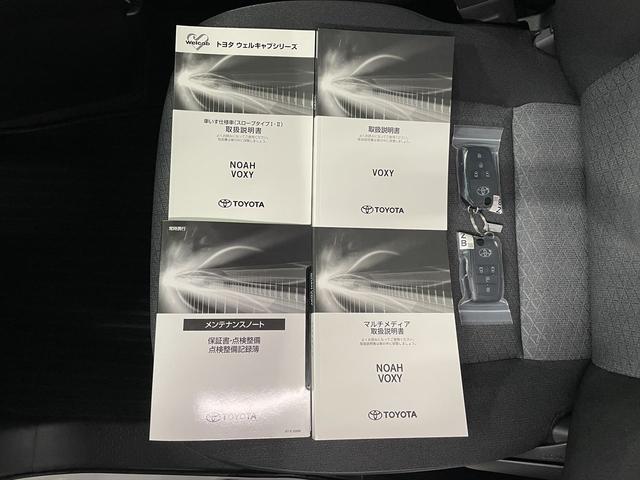 Welcab トヨタ ウェルキャブシリーズ
車いす仕様車(スロープタイプⅠ・Ⅱ)
取扱説明書
NOAH
VOXY
TOYOTA
取扱説明書
VOXY
TOYOTA
常時携行
メンテナンスノート
保証書・点検整備
点検整備記録簿
TOYOTA
マルチメディア
取扱説明書
NOAH
VOXY
TOYOTA